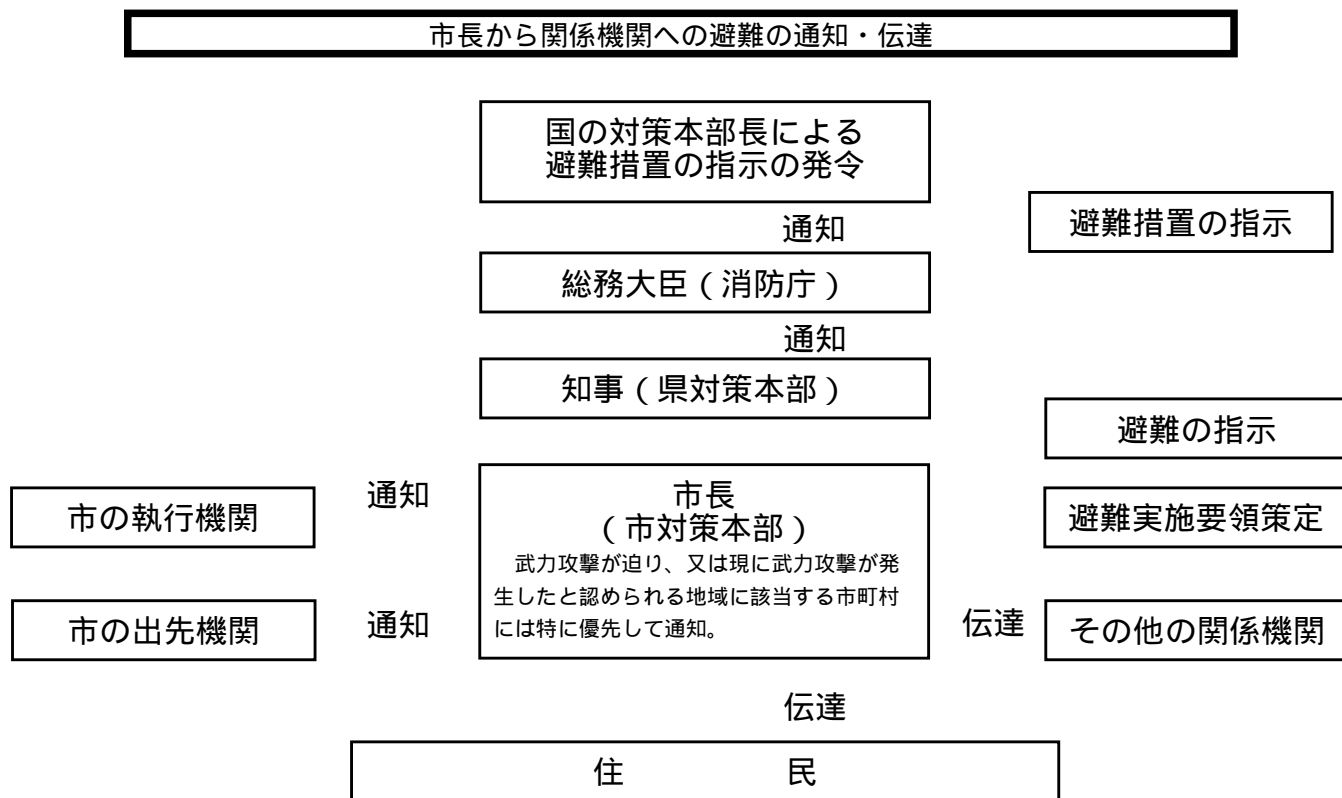 市長から関係機関への避難の通知・伝達
国の対策本部長による
避難措置の指示の発令
通知
避難措置の指示
総務大臣（消防庁）
通知
知事（県対策本部）
避難の指示
市の執行機関
通知
市長
（市対策本部）
武力攻撃が迫り、又は現に武力攻撃が発
生したと認められる地域に該当する市町村
には特に優先して通知。
避難実施要領策定
市の出先機関
通知
伝達
その他の関係機関
伝達
住　　　民